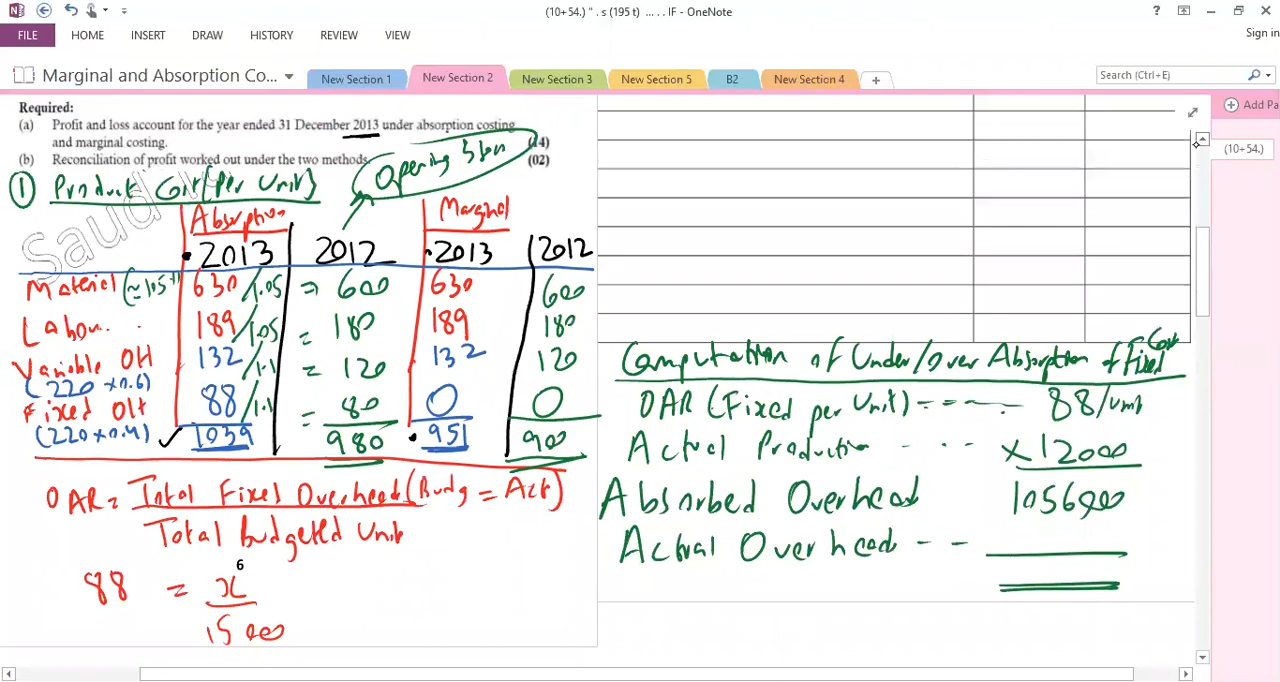 (10+54.) " . s (195 t) ... . . IF - OneNote
Sign in
FILE HOME INSERT DRAW HISTORY REVIEW VIEW
Marginal and Absorption Co...
New Section 1 New Section 2 New Section 3 New Section 5 B2 New Section 4
Search (Ctrl+E)
Add Pa
(10+54.)
Required:
(a) Profit and loss account for the year ended 31 December 2013 under absorption costing
and marginal costing. (14)
(b) Reconciliation of profit worked out under the two methods. (02)
Opening
1 Product Cost (Per Unit)
Absorption Marginal
2013 2012 2013 2012
Material 630/1.05 = 600 630 600
Labour 189/1.05 = 180 189 180
Variable OH 132/1.1 = 120 132 120
(220 x 0.6)
Fixed OH 88/1.1 = 80 0 0
(220 x 0.4) 1039 980 951 900
OAR = Total Fixed Overhead (Budg = Act)
Total Budgeted Unit
6
88 = x
15000
Computation of Under/Over Absorption of Fixed Cost
OAR (Fixed per Unit) 88/unit
Actual Production x12000
Absorbed Overhead 1056000
Actual Overhead